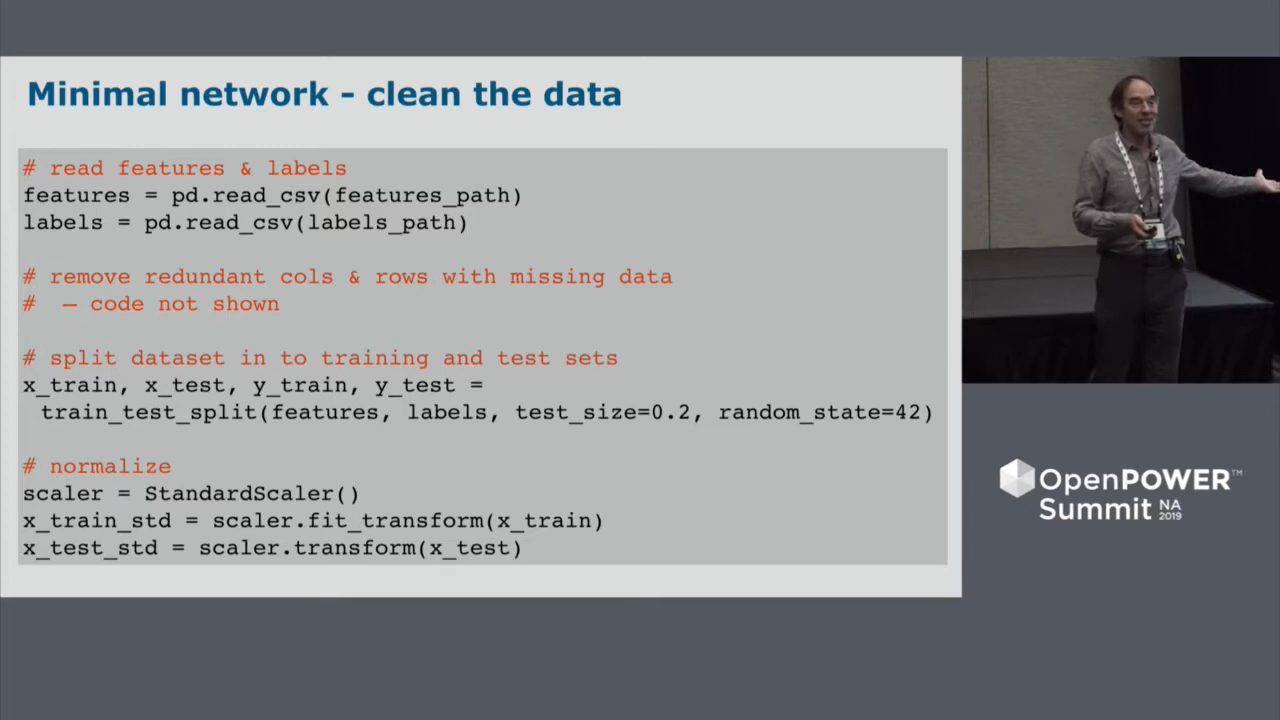 Minimal network - clean the data
# read features & labels
features = pd.read_csv(features_path)
labels = pd.read_csv(labels_path)
# remove redundant cols & rows with missing data
#  – code not shown
# split dataset in to training and test sets
x_train, x_test, y_train, y_test =
train_test_split(features, labels, test_size=0.2, random_state=42)
# normalize
scaler = StandardScaler()
x_train_std = scaler.fit_transform(x_train)
x_test_std = scaler.transform(x_test)
OpenPOWER™
Summit NA
2019